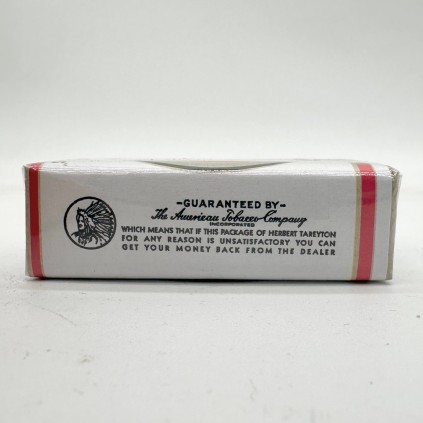 -GUARANTEED BY-
The American Tobacco Company
INCORPORATED
WHICH MEANS THAT IF THIS PACKAGE OF HERBERT TAREYTON
FOR ANY REASON IS UNSATISFACTORY YOU CAN
GET YOUR MONEY BACK FROM THE DEALER